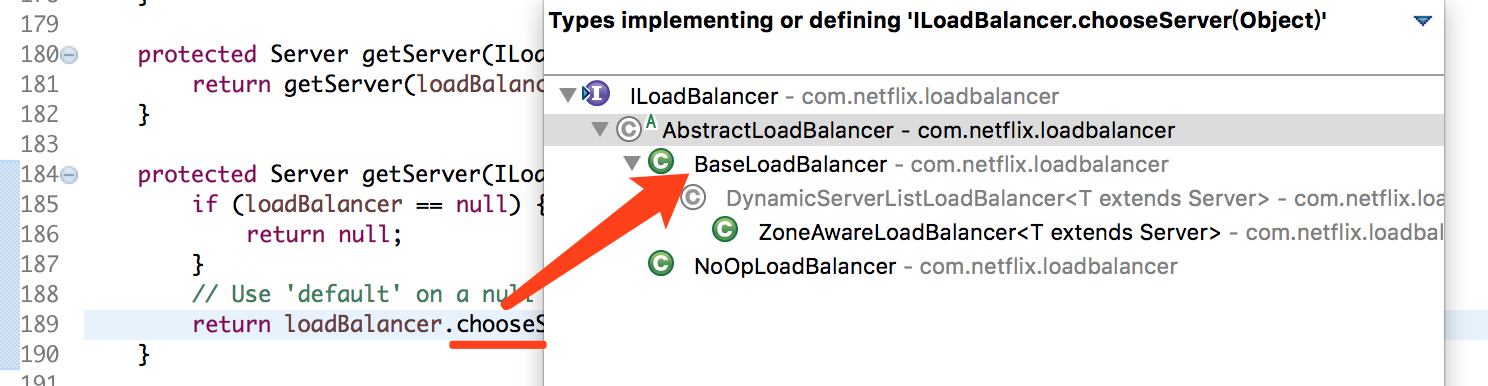 178 }
179
180 protected Server getServer(ILoa
181 return getServer(loadBalanc
182 }
183
184 protected Server getServer(ILoa
185 if (loadBalancer == null) {
186 return null;
187 }
188 // Use 'default' on a null
189 return loadBalancer.chooseS
190 }
191
Types implementing or defining 'ILoadBalancer.chooseServer(Object)'
ILoadBalancer - com.netflix.loadbalancer
AbstractLoadBalancer - com.netflix.loadbalancer
BaseLoadBalancer - com.netflix.loadbalancer
DynamicServerListLoadBalancer<T extends Server> - com.netflix.loa
ZoneAwareLoadBalancer<T extends Server> - com.netflix.loadbal
NoOpLoadBalancer - com.netflix.loadbalancer